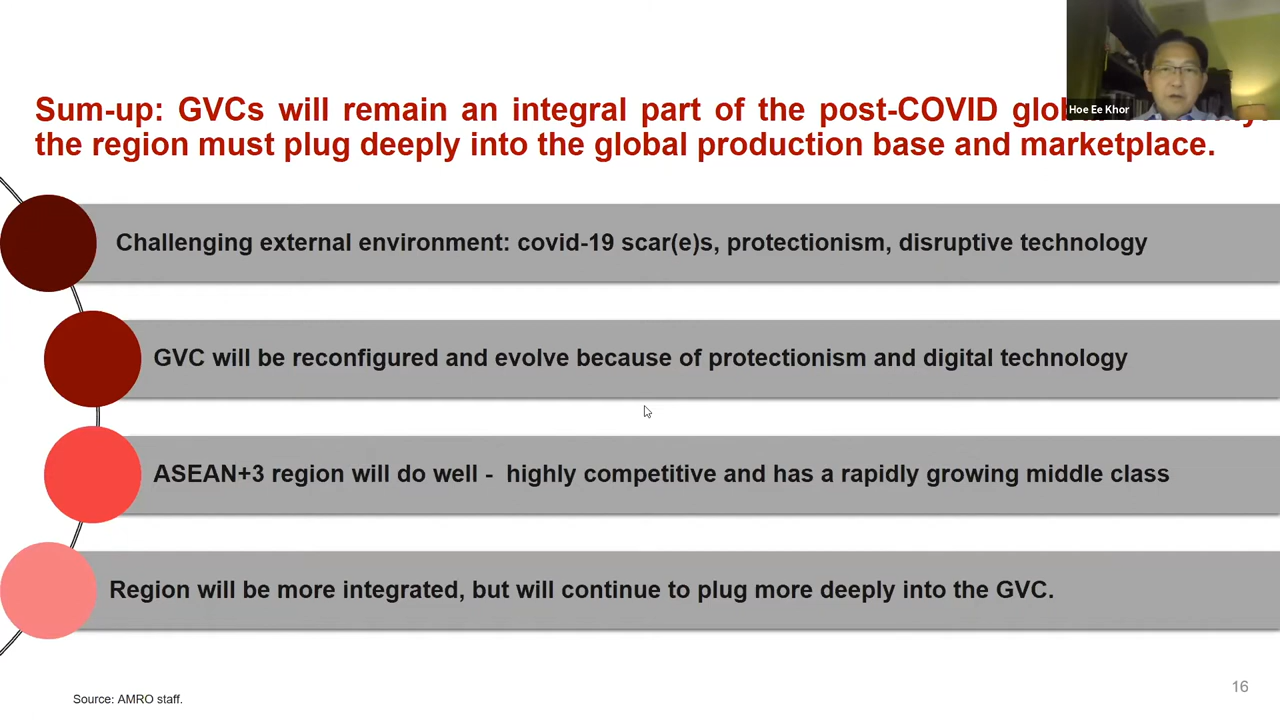 Sum-up: GVCs will remain an integral part of the post-COVID
the region must plug deeply into the global production base and marketplace.
Hoe Ee Khor
Challenging external environment: covid-19 scar(e)s, protectionism, disruptive technology
GVC will be reconfigured and evolve because of protectionism and digital technology
ASEAN+3 region will do well - highly competitive and has a rapidly growing middle class
Region will be more integrated, but will continue to plug more deeply into the GVC.
Source: AMRO staff.
16